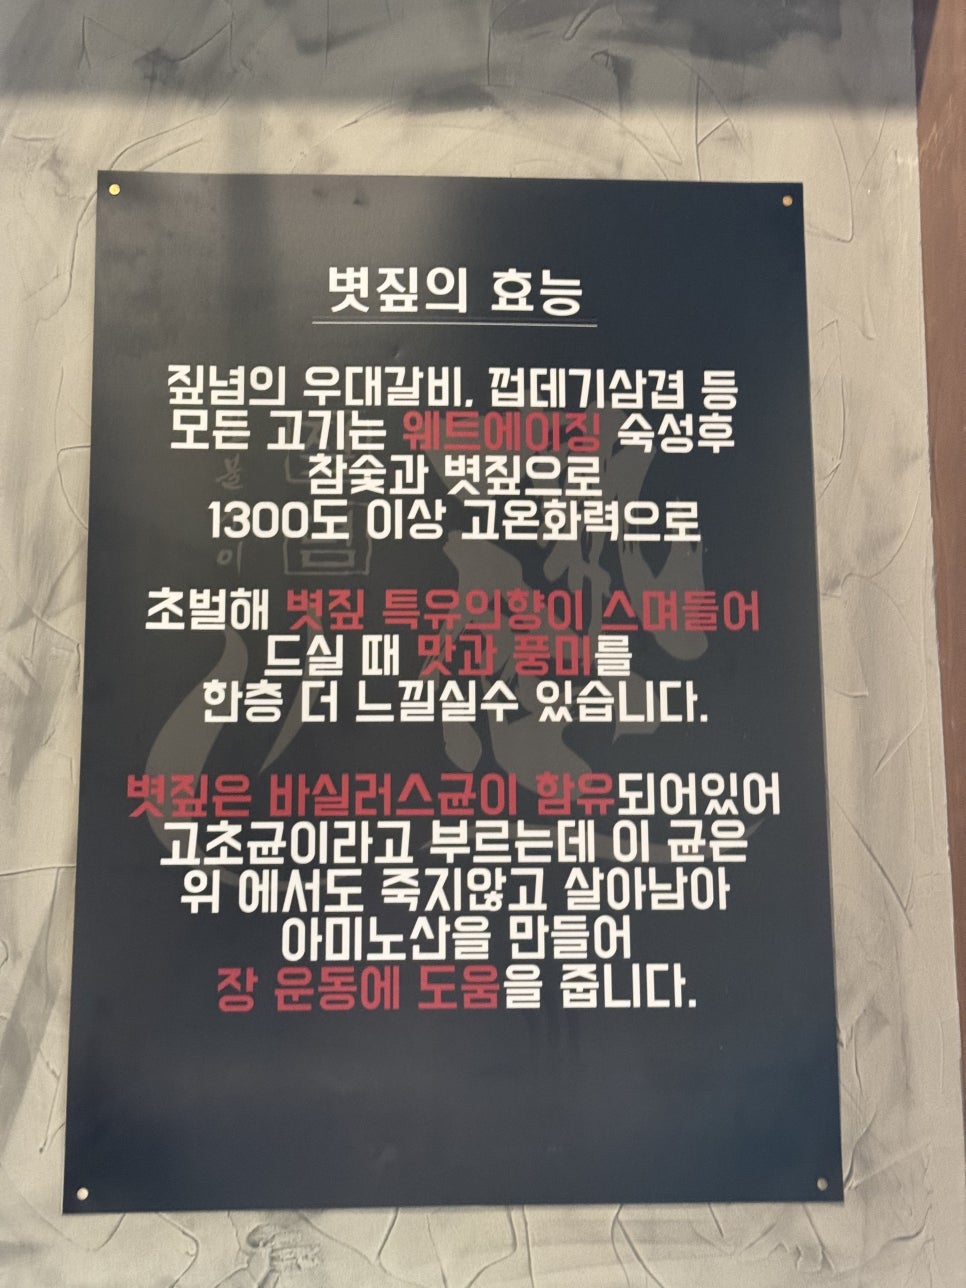 볏짚의 효능
짚념의 우대갈비, 껍데기삼겹 등
모든 고기는 웨트에이징 숙성후
참숯과 볏짚으로
1300도 이상 고온화력으로
초벌해 볏짚 특유의향이 스며들어
드실 때 맛과 풍미를
한층 더 느낄실수 있습니다.
볏짚은 바실러스균이 함유되어있어
고초균이라고 부르는데 이 균은
위 에서도 죽지않고 살아남아
아미노산을 만들어
장 운동에 도움을 줍니다.